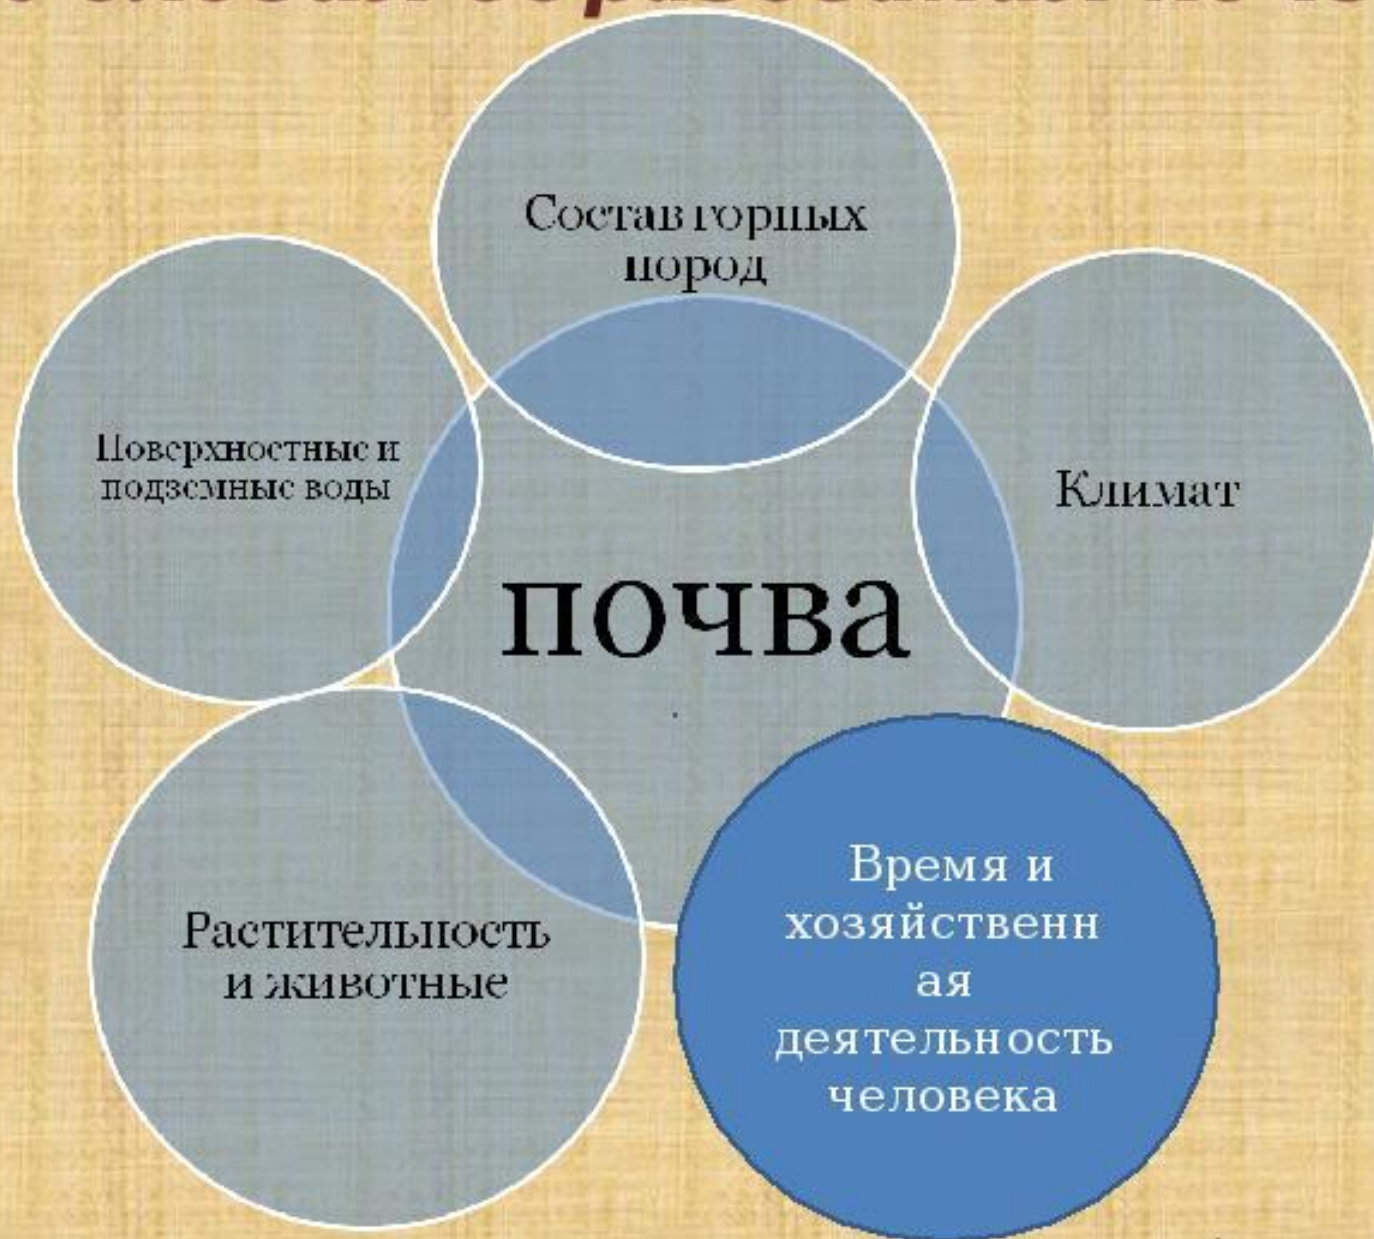 Состав горных
пород
Поверхностные и
подземные воды
Климат
почва
Растительность
и животные
Время и
хозяйственн
ая
деятельность
человека